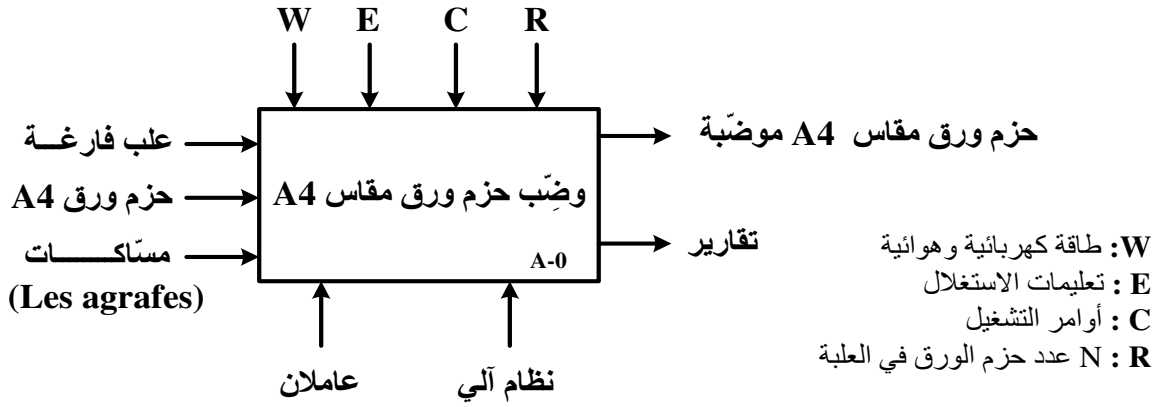 W E C R
علب فارغـــة
حزم ورق A4
مسّاكـــــــات
(Les agrafes)
وضِّب حزم ورق مقاس A4
A-0
حزم ورق مقاس A4 موضّبة
تقارير
عاملان
نظام آلي
W: طاقة كهربائية وهوائية
E : تعليمات الاستغلال
C : أوامر التشغيل
R : N عدد حزم الورق في العلبة